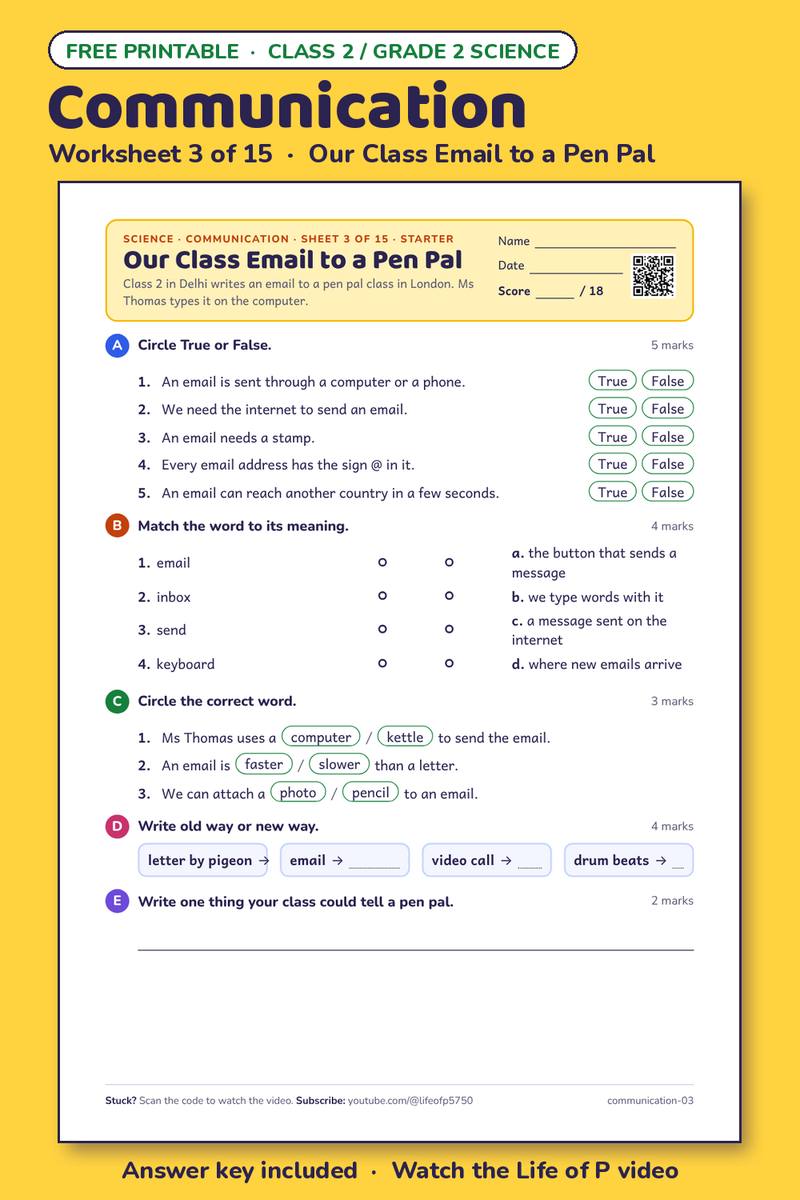 FREE PRINTABLE · CLASS 2 / GRADE 2 SCIENCE
Communication
Worksheet 3 of 15 · Our Class Email to a Pen Pal
SCIENCE · COMMUNICATION · SHEET 3 OF 15 · STARTER
Our Class Email to a Pen Pal
Class 2 in Delhi writes an email to a pen pal class in London. Ms
Thomas types it on the computer.
Name
Date
Score / 18
A Circle True or False. 5 marks
1. An email is sent through a computer or a phone. True False
2. We need the internet to send an email. True False
3. An email needs a stamp. True False
4. Every email address has the sign @ in it. True False
5. An email can reach another country in a few seconds. True False
B Match the word to its meaning. 4 marks
1. email a. the button that sends a
message
2. inbox b. we type words with it
3. send c. a message sent on the
internet
4. keyboard d. where new emails arrive
C Circle the correct word. 3 marks
1. Ms Thomas uses a computer / kettle to send the email.
2. An email is faster / slower than a letter.
3. We can attach a photo / pencil to an email.
D Write old way or new way. 4 marks
letter by pigeon → email → video call → drum beats →
E Write one thing your class could tell a pen pal. 2 marks
Stuck? Scan the code to watch the video. Subscribe: youtube.com/@lifeofp5750 communication-03
Answer key included · Watch the Life of P video